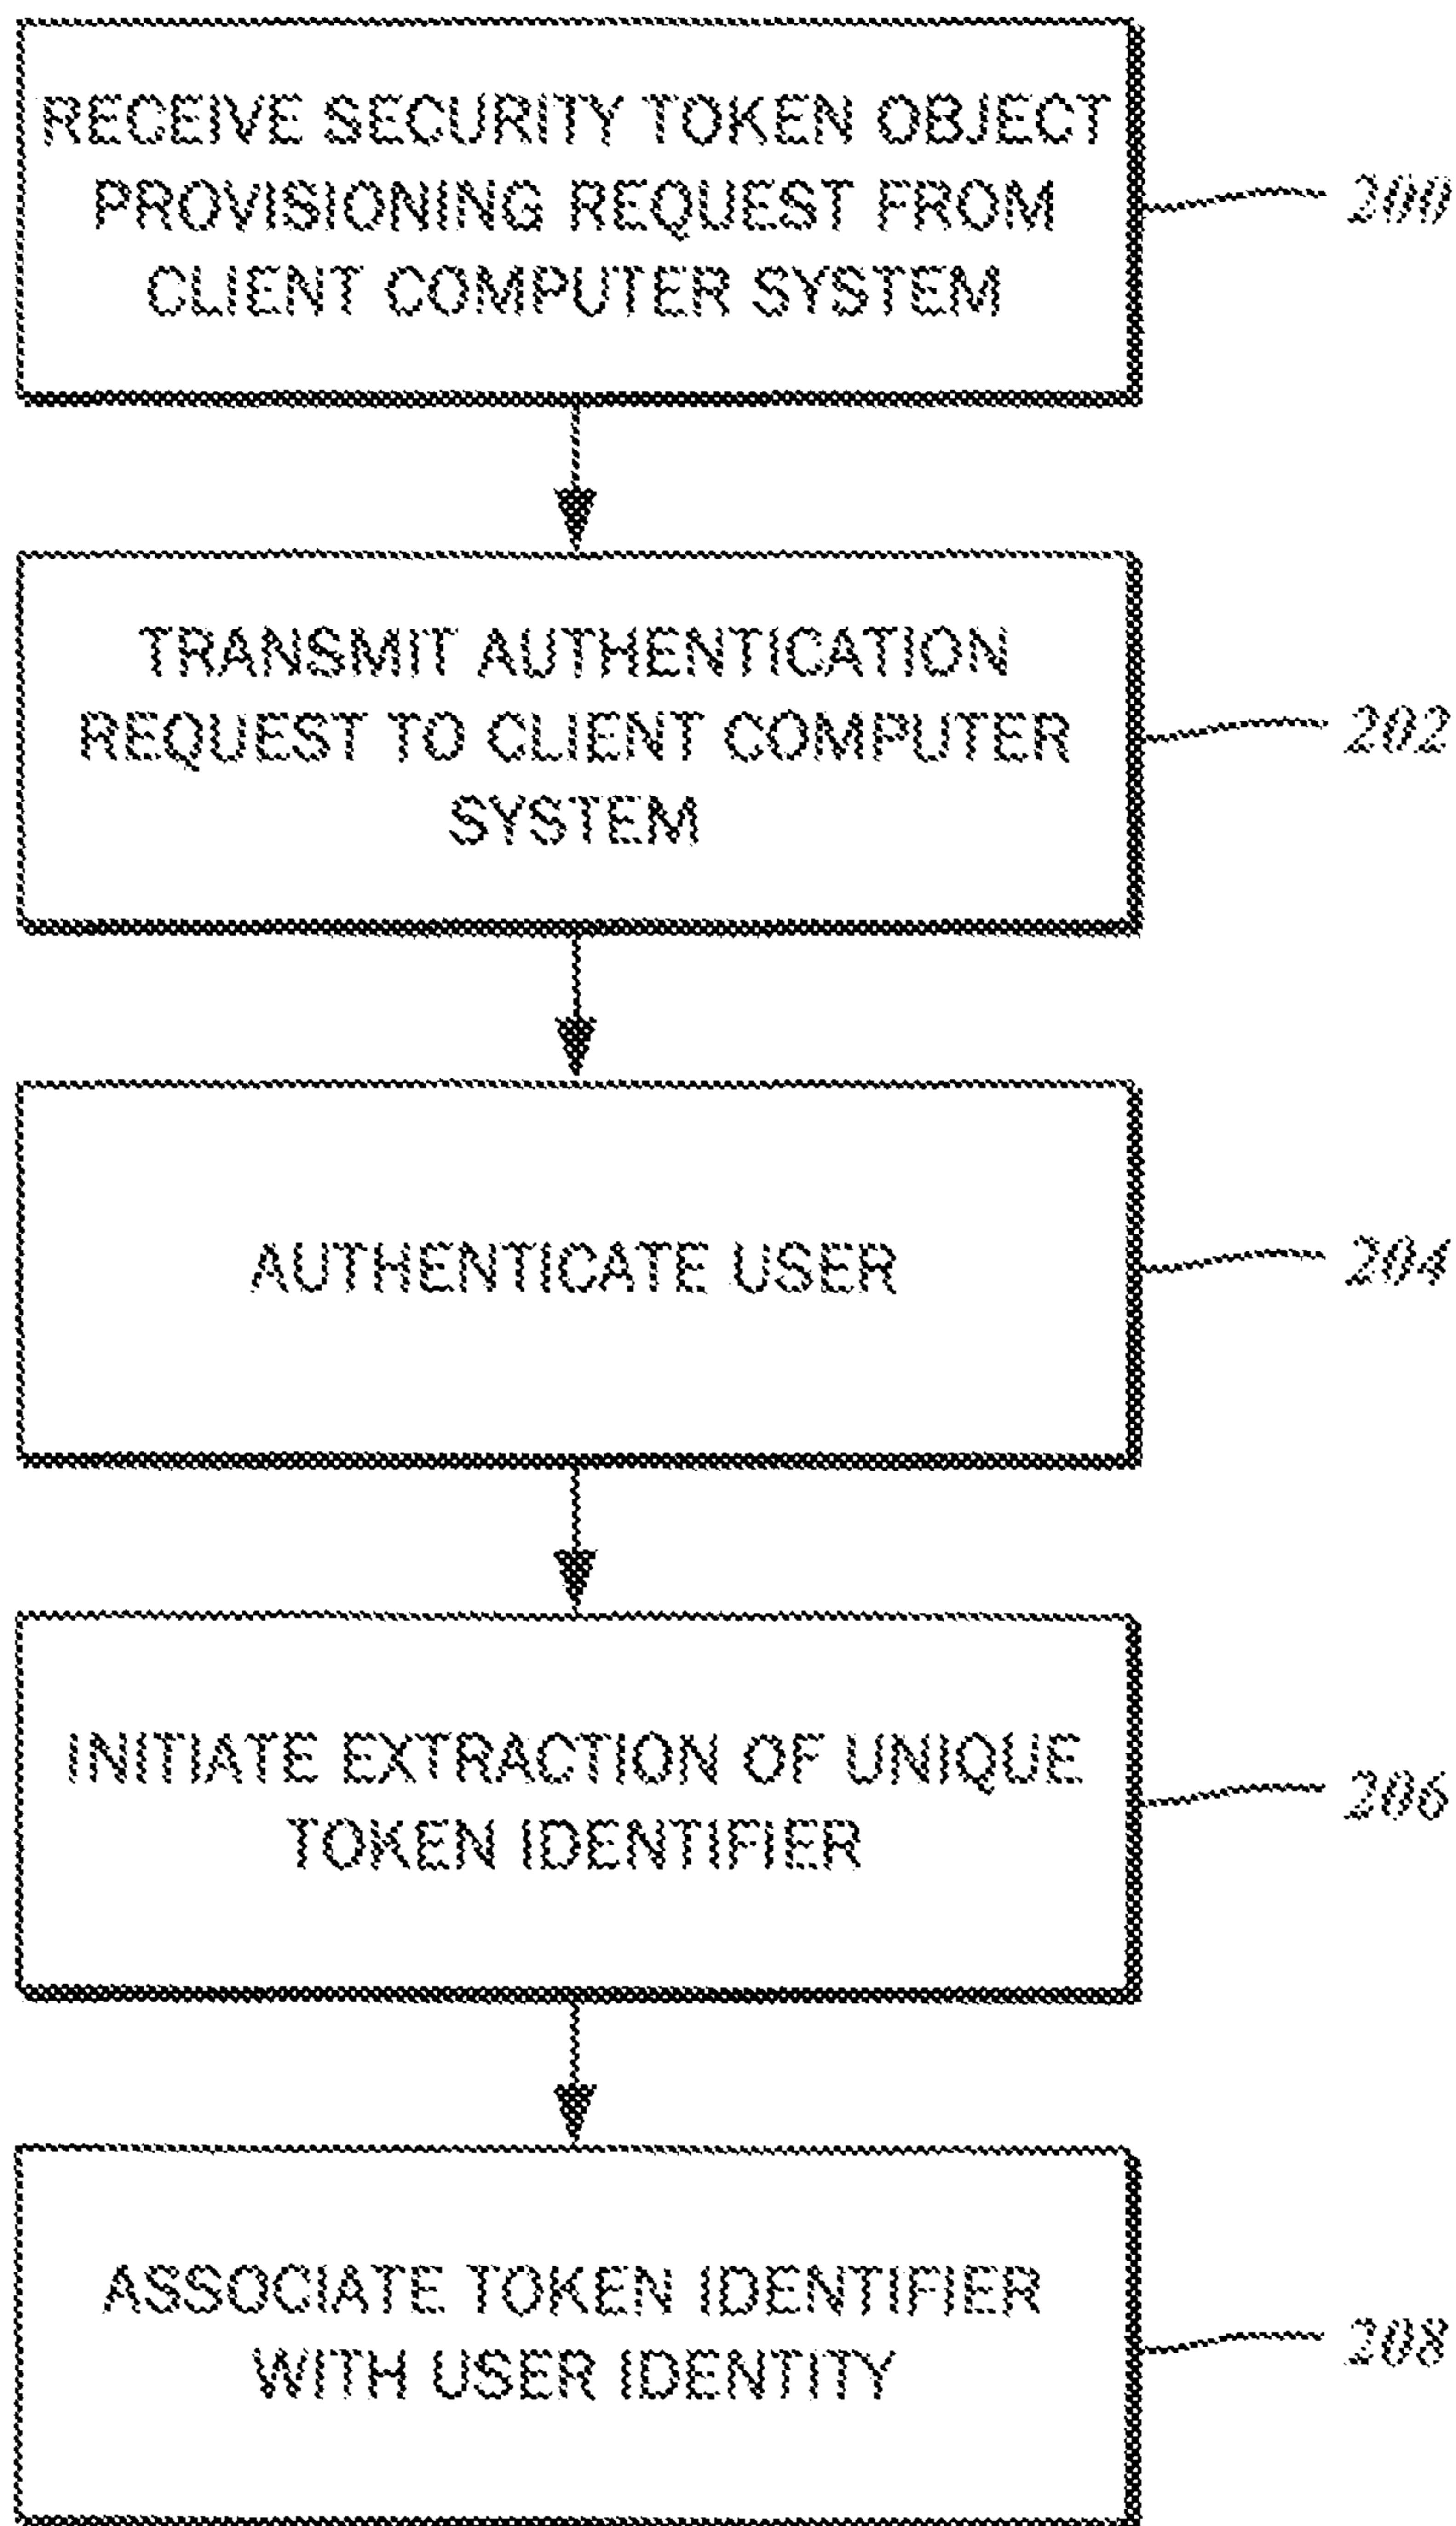 RECEIVE SECURITY TOKEN OBJECT
PROVISIONING REQUEST FROM
CLIENT COMPUTER SYSTEM
200
TRANSMIT AUTHENTICATION
REQUEST TO CLIENT COMPUTER
SYSTEM
202
AUTHENTICATE USER
204
INITIATE EXTRACTION OF UNIQUE
TOKEN IDENTIFIER
206
ASSOCIATE TOKEN IDENTIFIER
WITH USER IDENTITY
208